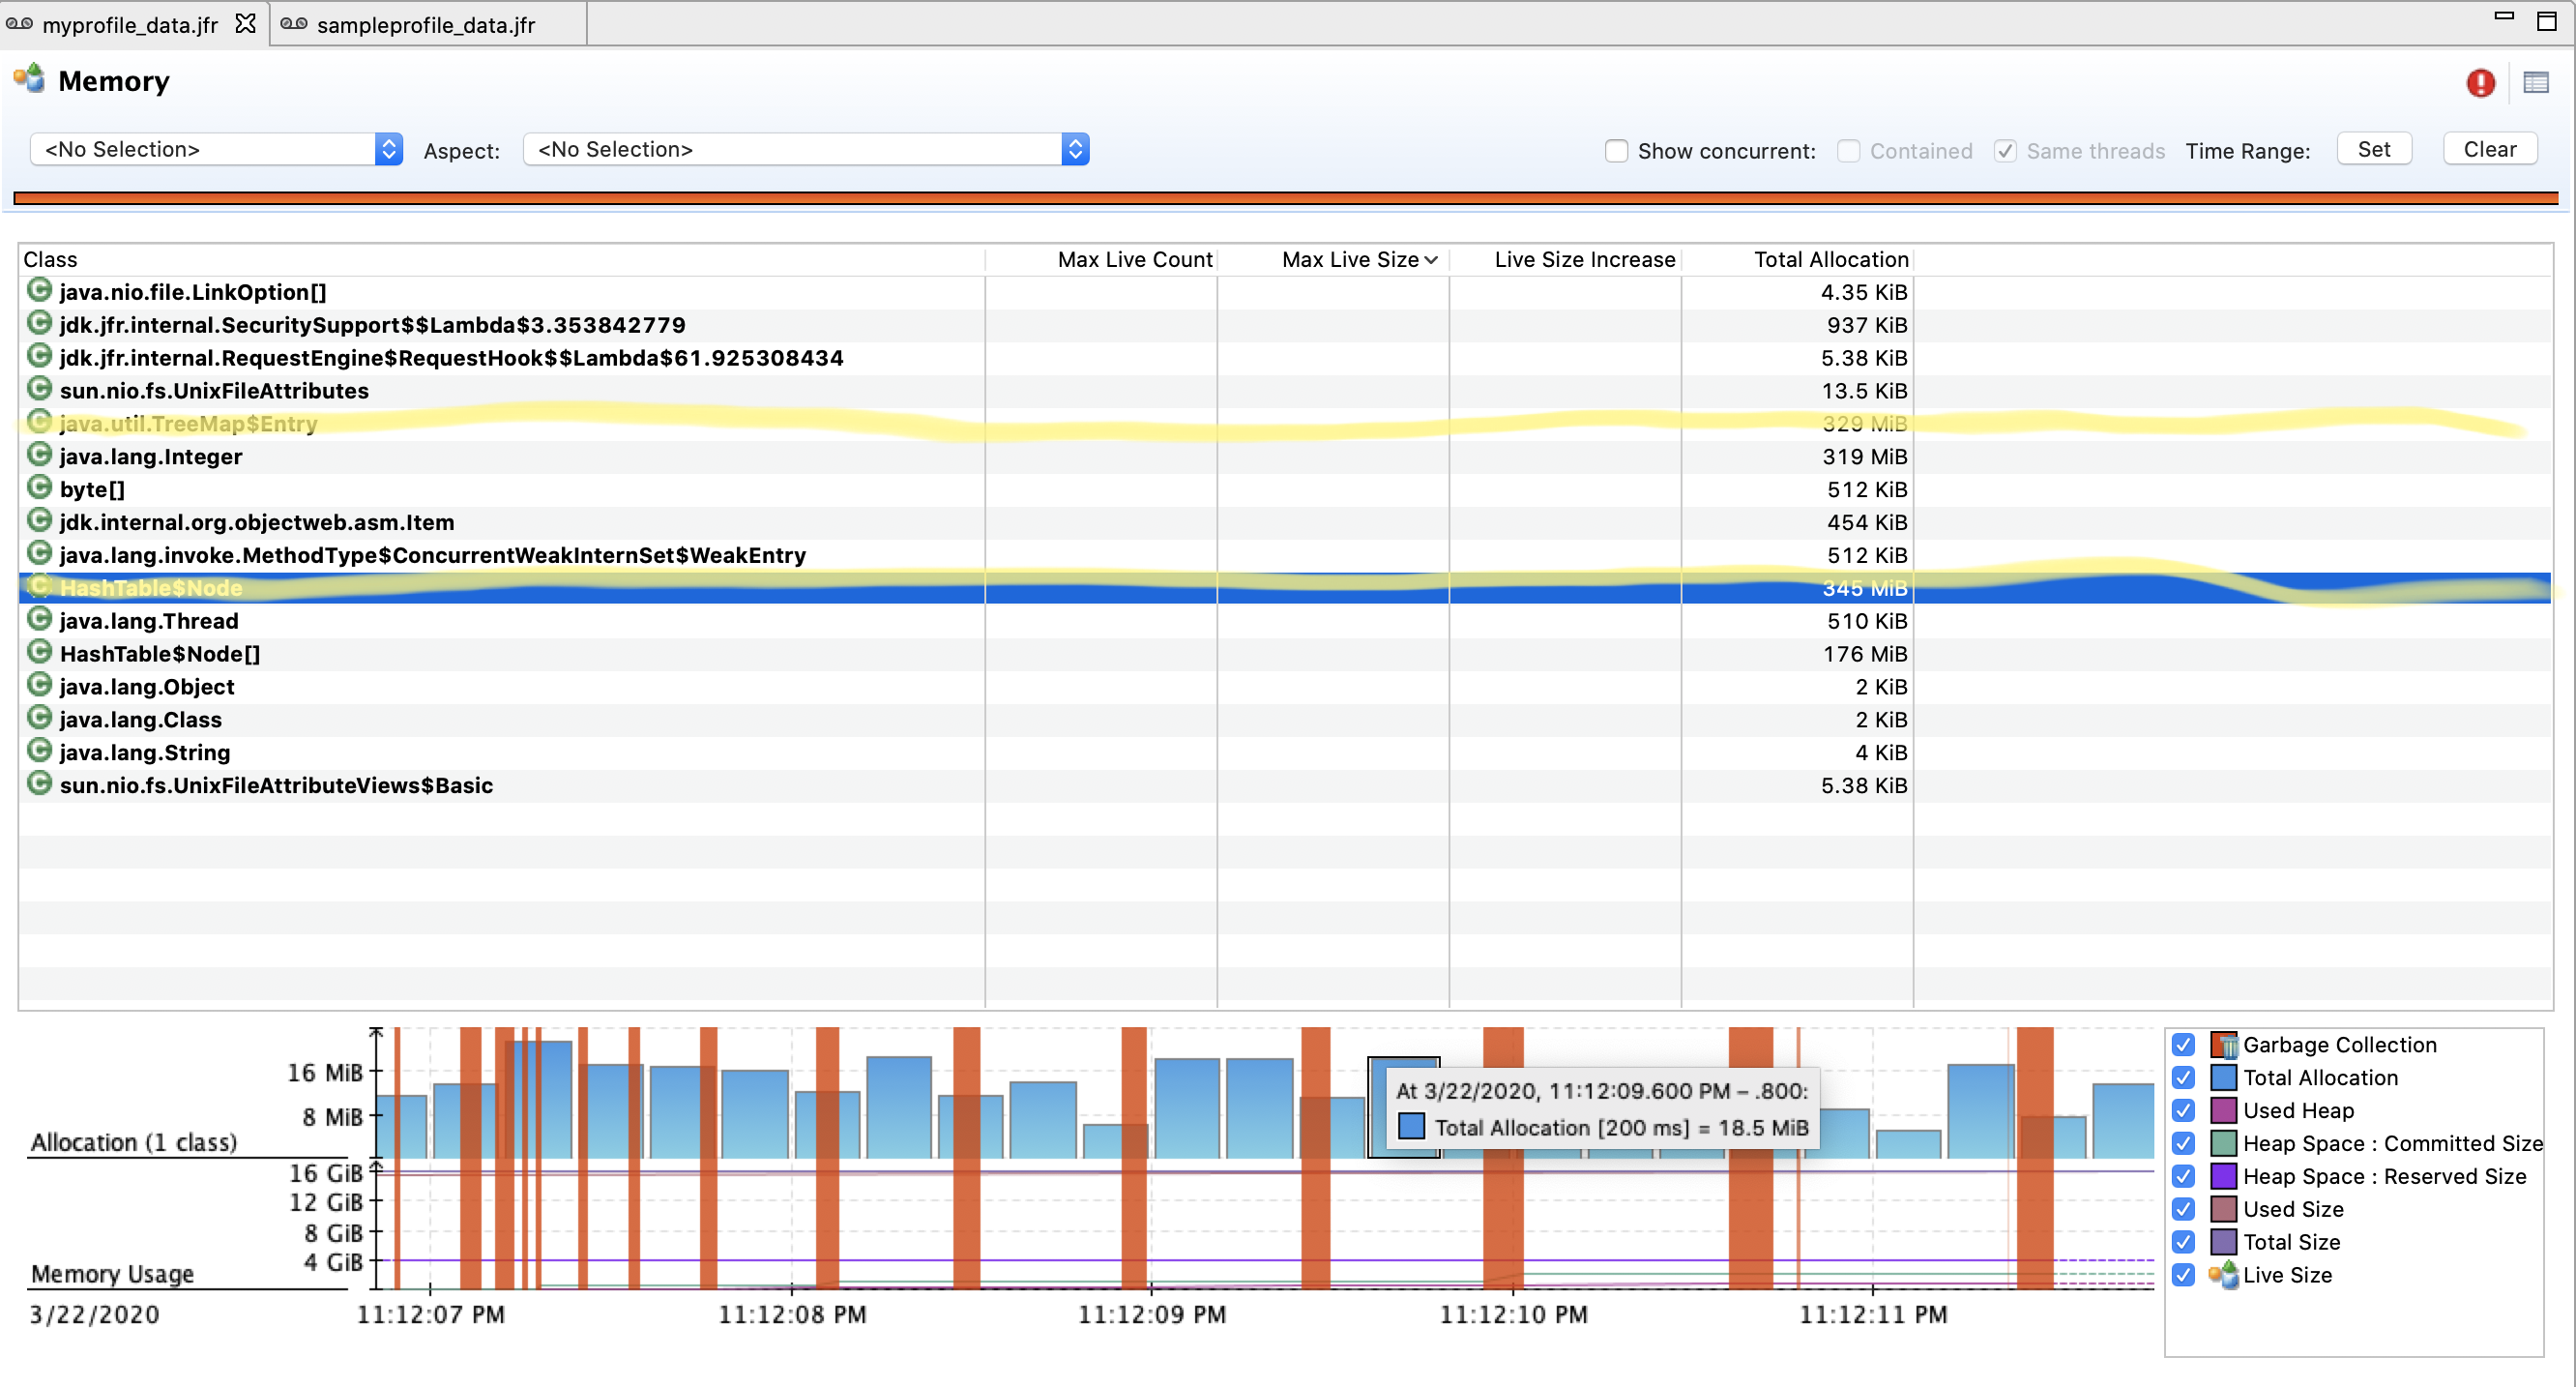 myprofile_data.jfr sampleprofile_data.jfr
Memory
<No Selection> Aspect: <No Selection> Show concurrent: Contained Same threads Time Range: Set Clear
Class Max Live Count Max Live Size Live Size Increase Total Allocation
java.nio.file.LinkOption[] 4.35 KiB
jdk.jfr.internal.SecuritySupport$$Lambda$3.353842779 937 KiB
jdk.jfr.internal.RequestEngine$RequestHook$$Lambda$61.925308434 5.38 KiB
sun.nio.fs.UnixFileAttributes 13.5 KiB
java.util.TreeMap$Entry 329 MiB
java.lang.Integer 319 MiB
byte[] 512 KiB
jdk.internal.org.objectweb.asm.Item 454 KiB
java.lang.invoke.MethodType$ConcurrentWeakInternSet$WeakEntry 512 KiB
HashTable$Node 345 MiB
java.lang.Thread 510 KiB
HashTable$Node[] 176 MiB
java.lang.Object 2 KiB
java.lang.Class 2 KiB
java.lang.String 4 KiB
sun.nio.fs.UnixFileAttributeViews$Basic 5.38 KiB
16 MiB
8 MiB
Allocation (1 class)
16 GiB
12 GiB
8 GiB
4 GiB
Memory Usage
3/22/2020 11:12:07 PM 11:12:08 PM 11:12:09 PM 11:12:10 PM 11:12:11 PM
At 3/22/2020, 11:12:09.600 PM – .800:
Total Allocation [200 ms] = 18.5 MiB
Garbage Collection
Total Allocation
Used Heap
Heap Space : Committed Size
Heap Space : Reserved Size
Used Size
Total Size
Live Size